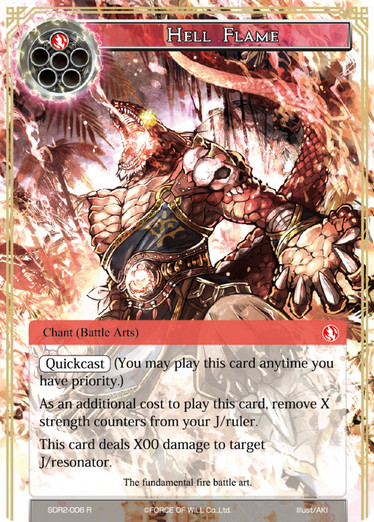 Hell Flame
Chant (Battle Arts)
Quickcast (You may play this card anytime you
have priority.)
As an additional cost to play this card, remove X
strength counters from your J/ruler.
This card deals X00 damage to target
J/resonator.
The fundamental fire battle art.
SDR2-006 R ©FORCE OF WILL Co.,Ltd. Illust/AKI